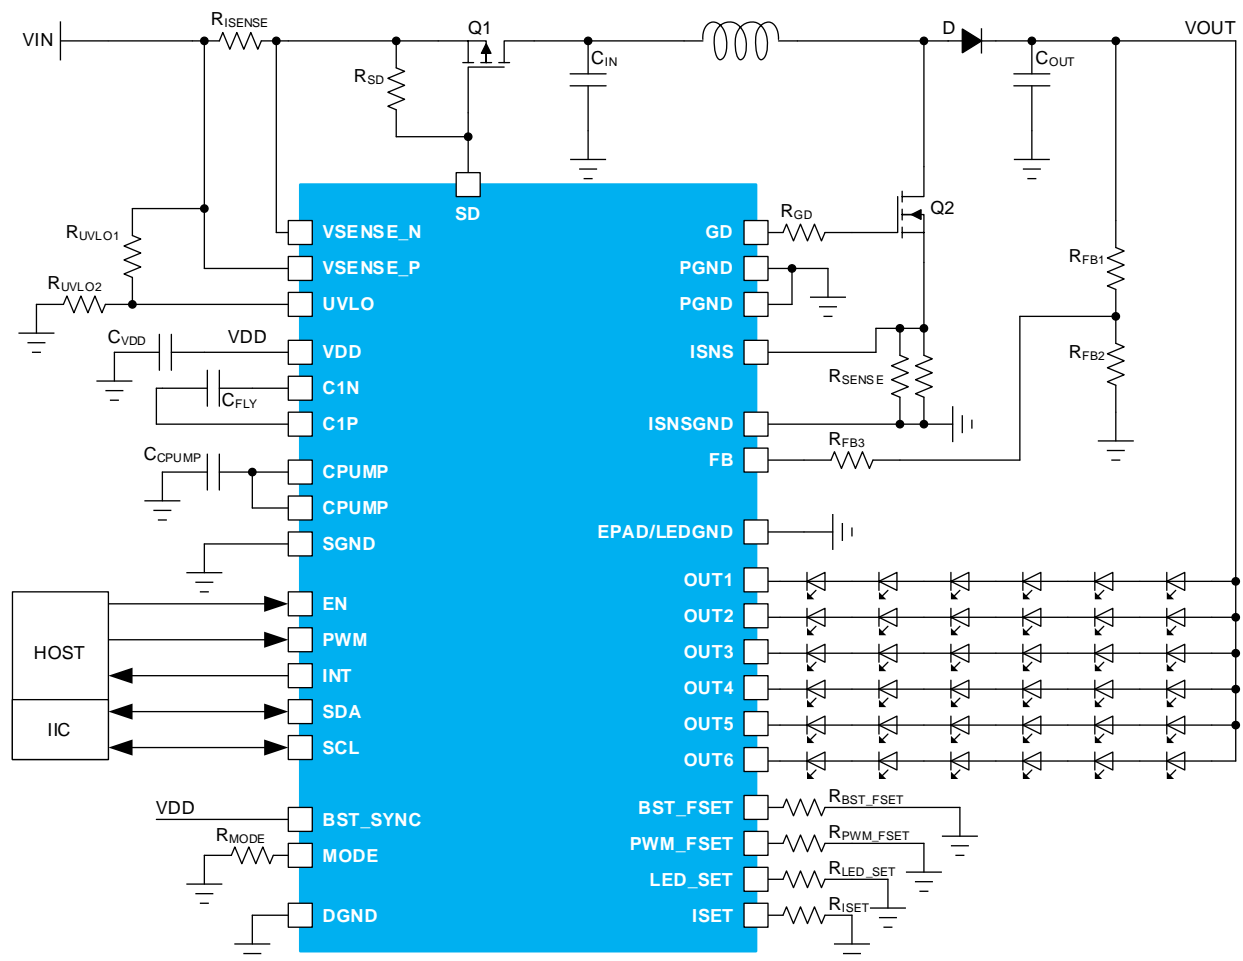 VIN
RISENSE
Q1
D
VOUT
CIN
COUT
RSD
SD
RUVLO1
RUVLO2
VSENSE_N
VSENSE_P
UVLO
CVDD
VDD
VDD
C1N
CFLY
C1P
CCPUMP
CPUMP
CPUMP
SGND
HOST
IIC
EN
PWM
INT
SDA
SCL
VDD
BST_SYNC
RMODE
MODE
DGND
GD
RGD
Q2
PGND
PGND
RFB1
ISNS
RSENSE
RFB2
ISNSGND
RFB3
FB
EPAD/LEDGND
OUT1
OUT2
OUT3
OUT4
OUT5
OUT6
BST_FSET
RBST_FSET
PWM_FSET
RPWM_FSET
LED_SET
RLED_SET
ISET
RISET